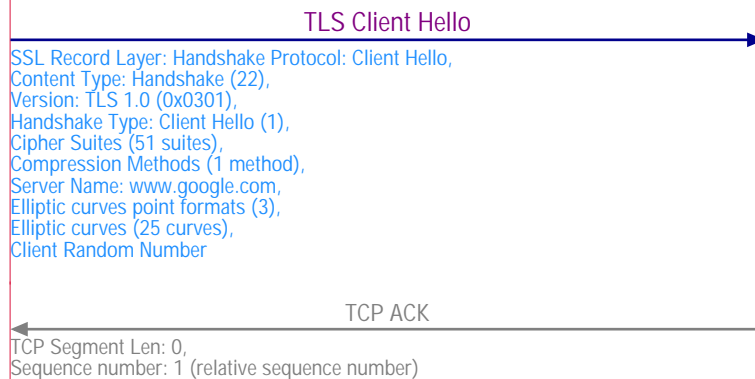 TLS Client Hello
SSL Record Layer: Handshake Protocol: Client Hello,
Content Type: Handshake (22),
Version: TLS 1.0 (0x0301),
Handshake Type: Client Hello (1),
Cipher Suites (51 suites),
Compression Methods (1 method),
Server Name: www.google.com,
Elliptic curves point formats (3),
Elliptic curves (25 curves),
Client Random Number
TCP ACK
TCP Segment Len: 0,
Sequence number: 1 (relative sequence number)